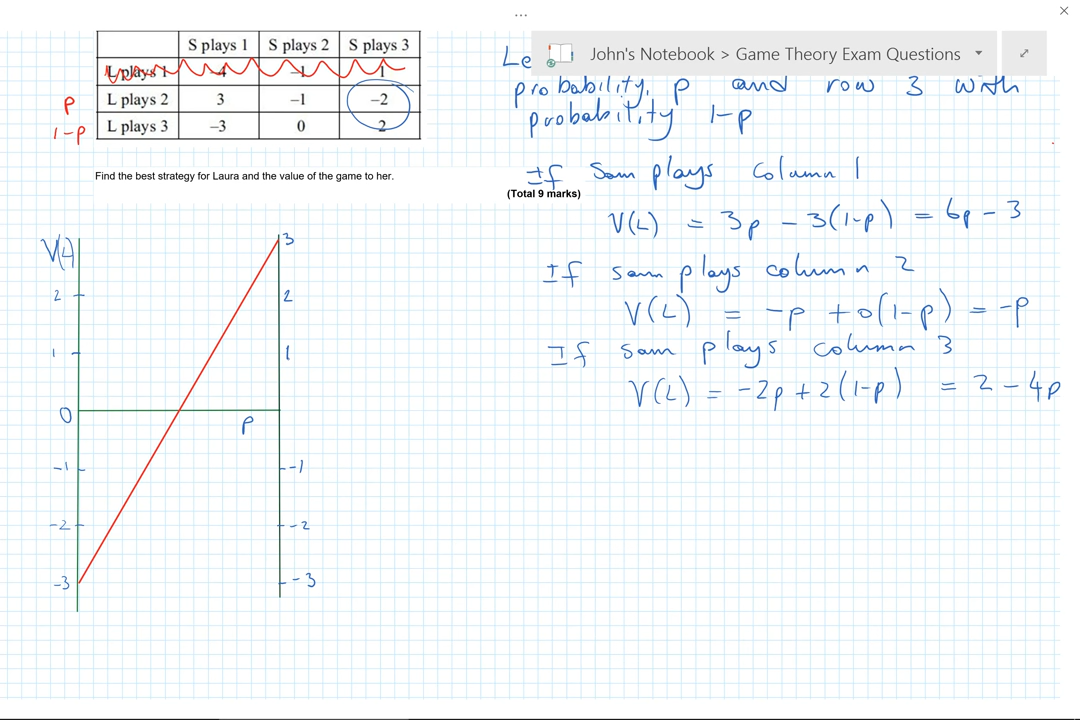 S plays 1 S plays 2 S plays 3
L plays 1 -1 1
p L plays 2 3 −1 −2
1-p L plays 3 −3 0 2
Find the best strategy for Laura and the value of the game to her.
(Total 9 marks)
Le
John's Notebook > Game Theory Exam Questions
probability p and row 3 with
probability 1-p
If Sam plays column 1
V(L) = 3p - 3(1-p) = 6p - 3
If sam plays column 2
V(L) = -p + 0(1-p) = -p
If sam plays column 3
V(L) = -2p + 2(1-p) = 2 - 4p
V(L) 3
2 2
1 1
0 p
-1 -1
-2 -2
-3 -3